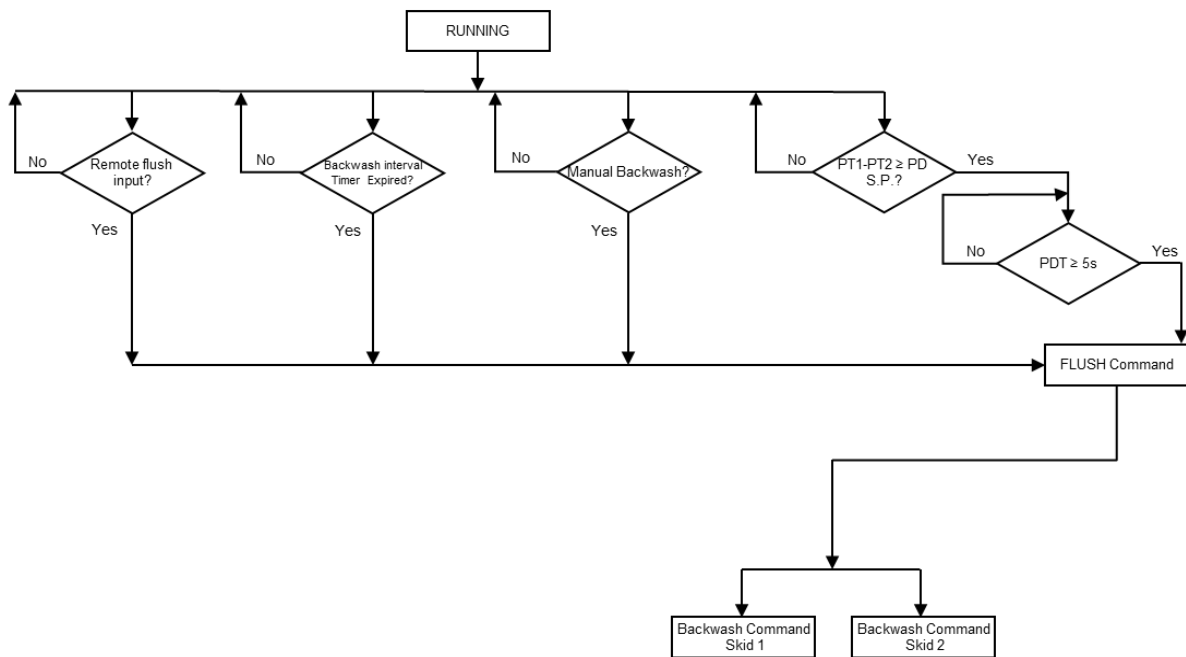 RUNNING
No
Remote flush
input?
Yes
No
Backwash interval
Timer Expired?
Yes
No
Manual Backwash?
Yes
No
PT1-PT2 ≥ PD
S.P.?
Yes
No
PDT ≥ 5s
Yes
FLUSH Command
Backwash Command
Skid 1
Backwash Command
Skid 2